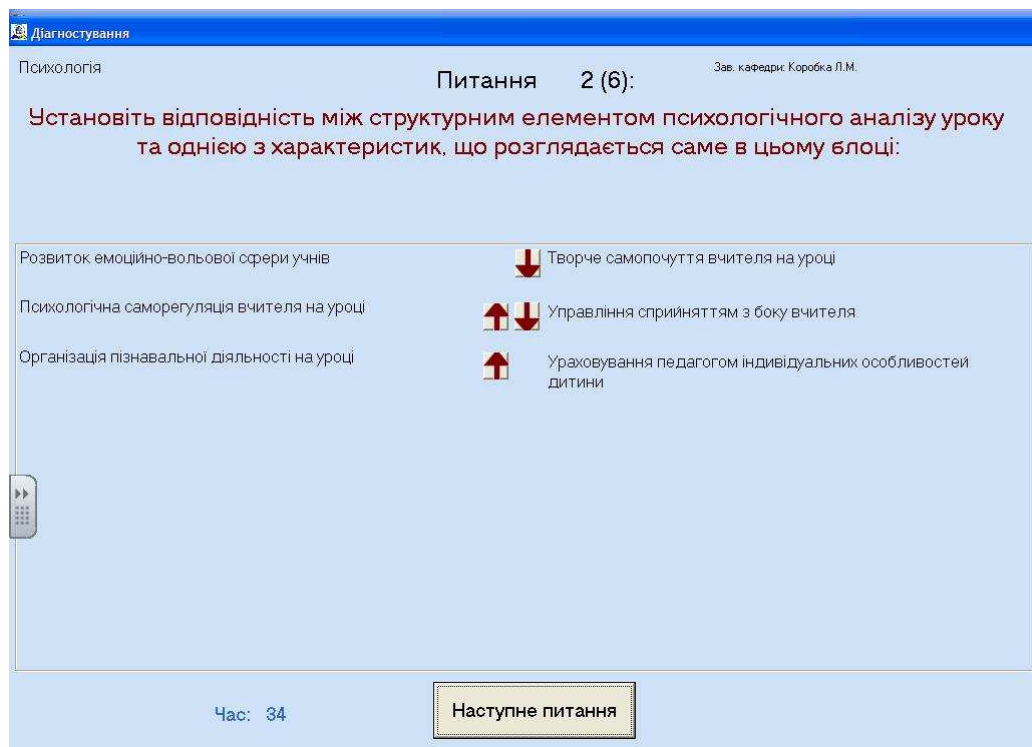 Діагностування
Психологія
Зав. кафедри: Коробка Л.М.
Питання 2 (6):
Установіть відповідність між структурним елементом психологічного аналізу уроку
та однією з характеристик, що розглядається саме в цьому блоці:
Розвиток емоційно-вольової сфери учнів
Творче самопочуття вчителя на уроці
Психологічна саморегуляція вчителя на уроці
Управління сприйняттям з боку вчителя
Організація пізнавальної діяльності на уроці
Ураховування педагогом індивідуальних особливостей
дитини
Час: 34
Наступне питання